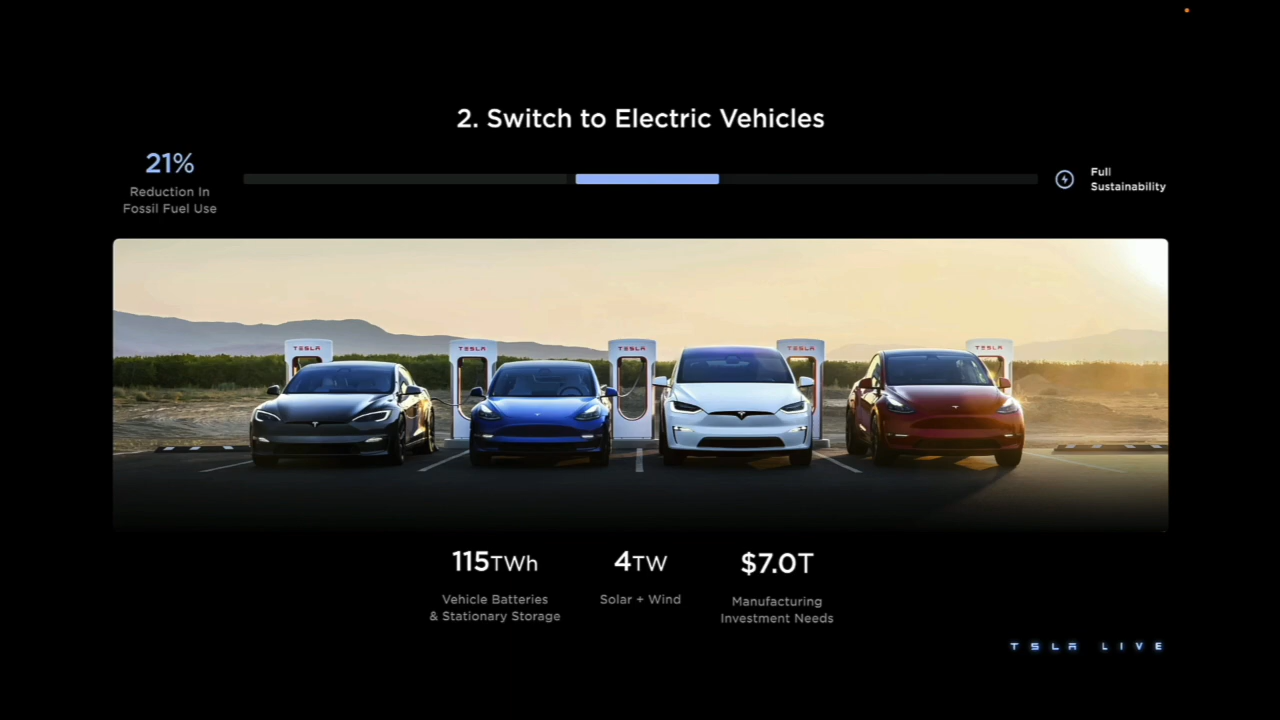 2. Switch to Electric Vehicles
21%
Reduction In
Fossil Fuel Use
Full
Sustainability
TESLA
TESLA
TESLA
TESLA
TESLA
115TWh
Vehicle Batteries
& Stationary Storage
4TW
Solar + Wind
$7.0T
Manufacturing
Investment Needs
TSLA LIVE